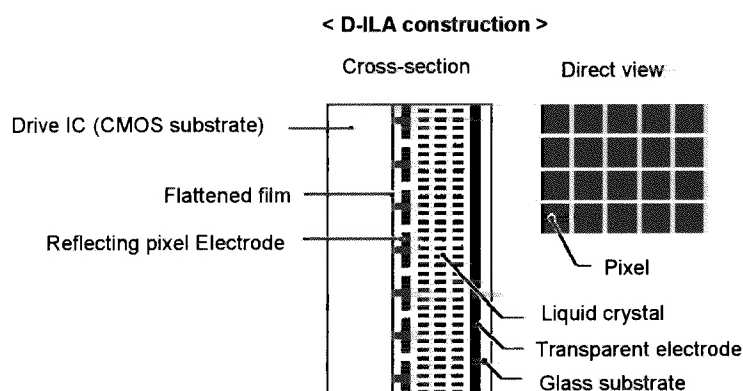 < D-ILA construction >
Cross-section
Direct view
Drive IC (CMOS substrate)
Flattened film
Reflecting pixel Electrode
Pixel
Liquid crystal
Transparent electrode
Glass substrate